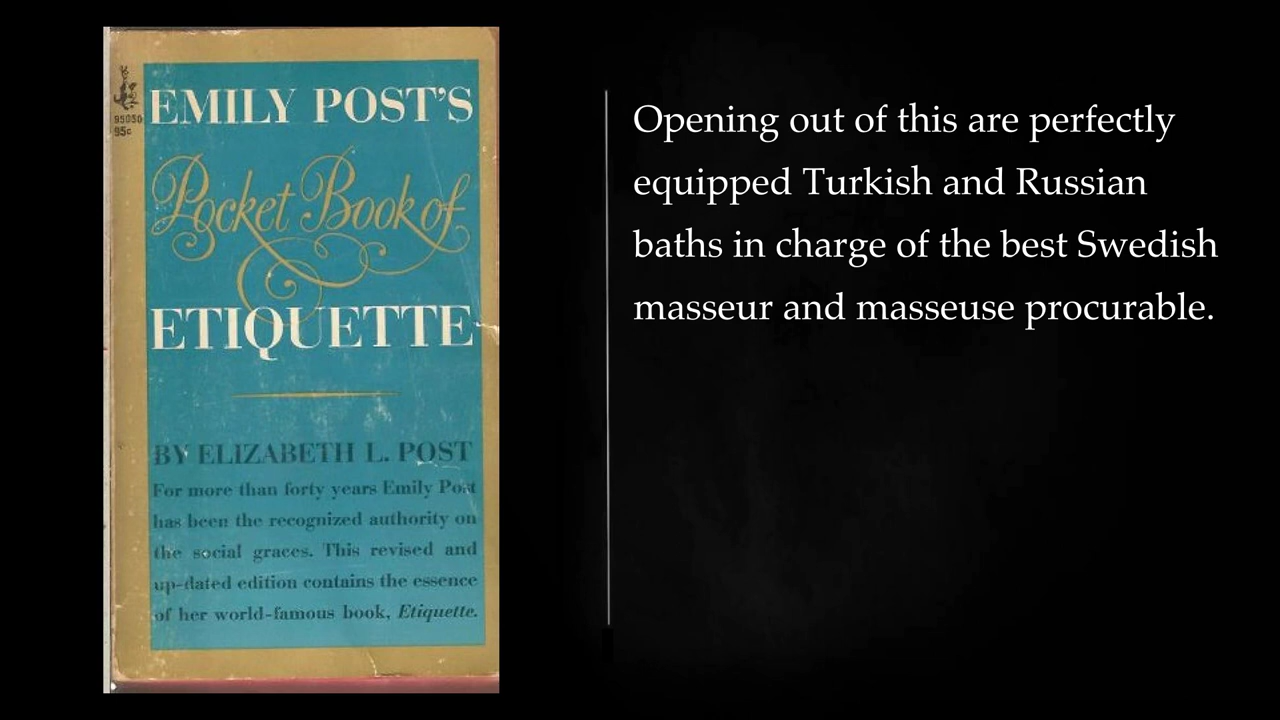 95050
95c
EMILY POST'S
Pocket Book of
ETIQUETTE
BY ELIZABETH L. POST
For more than forty years Emily Post
has been the recognized authority on
the social graces. This revised and
up-dated edition contains the essence
of her world-famous book, Etiquette.
Opening out of this are perfectly
equipped Turkish and Russian
baths in charge of the best Swedish
masseur and masseuse procurable.